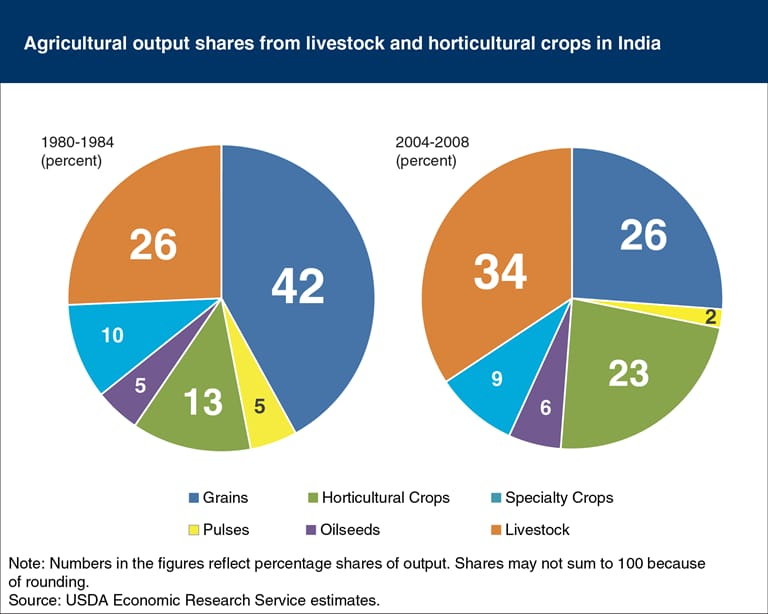 Agricultural output shares from livestock and horticultural crops in India
1980-1984
(percent)
2004-2008
(percent)
26
42
10
5
13
5
34
26
2
9
6
23
Grains
Horticultural Crops
Specialty Crops
Pulses
Oilseeds
Livestock
Note: Numbers in the figures reflect percentage shares of output. Shares may not sum to 100 because
of rounding.
Source: USDA Economic Research Service estimates.